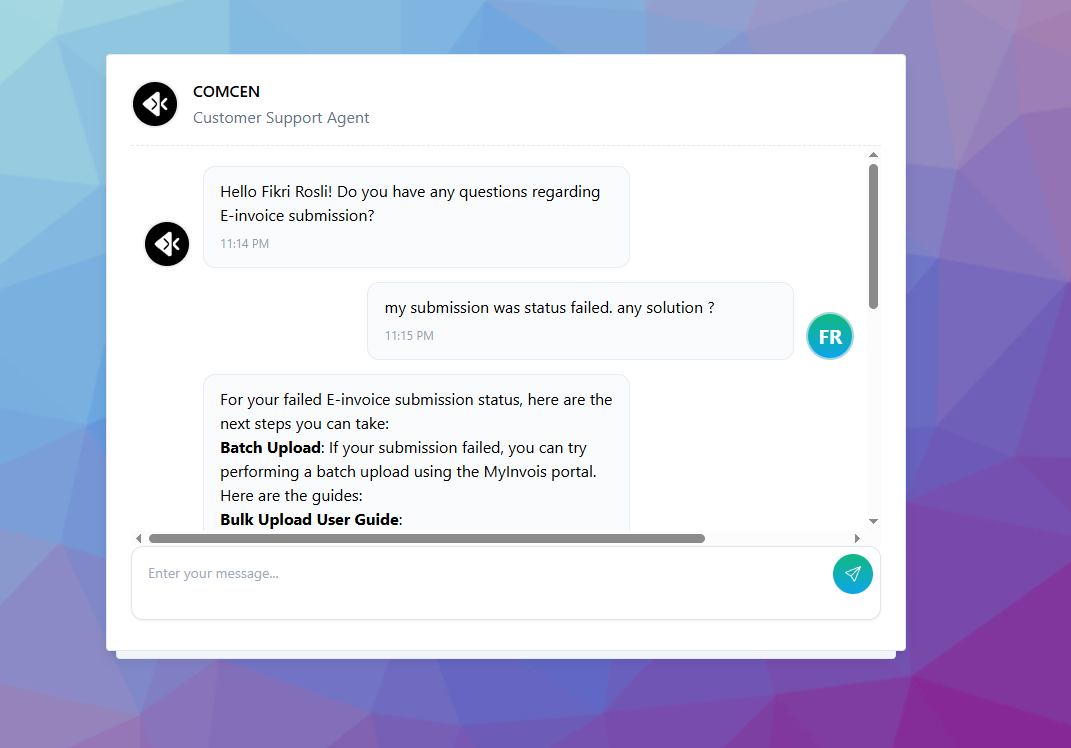 COMCEN
Customer Support Agent
Hello Fikri Rosli! Do you have any questions regarding
E-invoice submission?
11:14 PM
my submission was status failed. any solution ?
11:15 PM
FR
For your failed E-invoice submission status, here are the
next steps you can take:
Batch Upload: If your submission failed, you can try
performing a batch upload using the MyInvois portal.
Here are the guides:
Bulk Upload User Guide:
Enter your message...